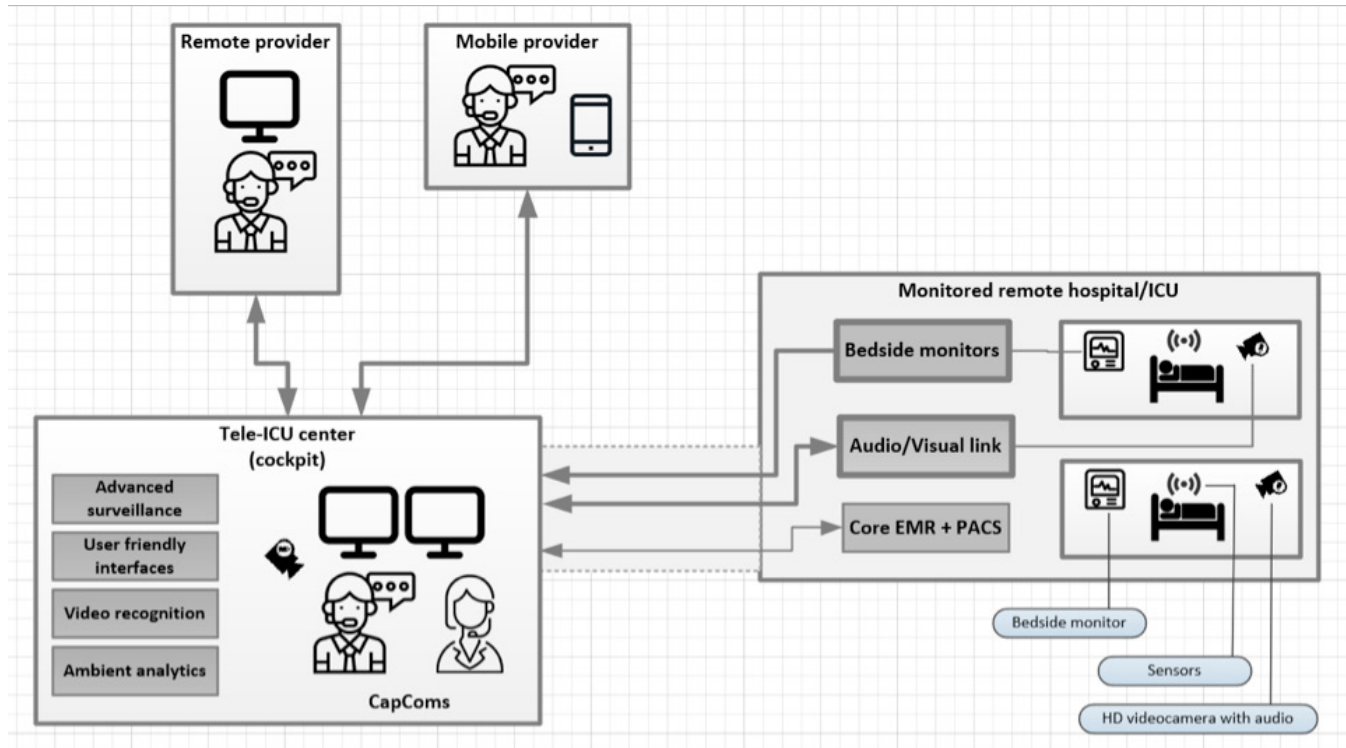 Remote provider
Mobile provider
Monitored remote hospital/ICU
Bedside monitors
Audio/Visual link
Core EMR + PACS
Tele-ICU center
(cockpit)
Advanced
surveillance
User friendly
interfaces
Video recognition
Ambient analytics
CapComs
Bedside monitor
Sensors
HD videocamera with audio